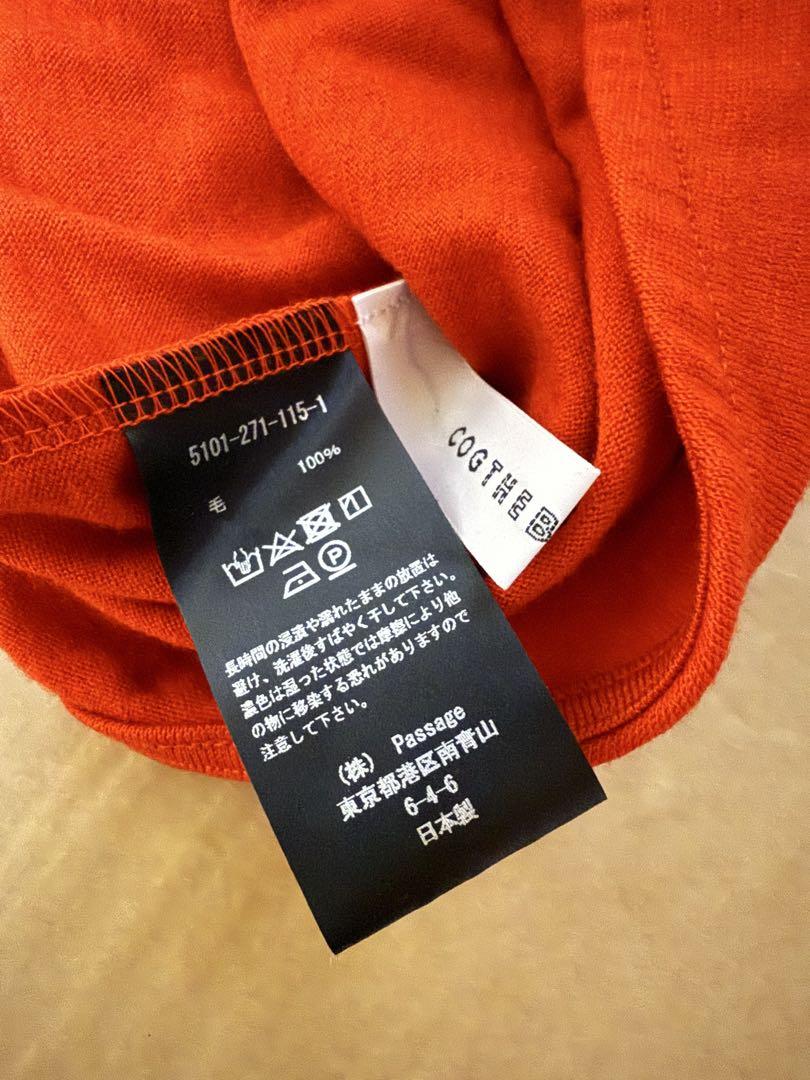 5101-271-115-1
毛 100%
P
長時間の浸漬や濡れたままの放置は
避け、洗濯後すばやく干して下さい。
濃色は湿った状態では摩擦により他
の物に移染する恐れがありますので
注意して下さい。
(株) Passage
東京都港区南青山
6-4-6
日本製
COGTHE